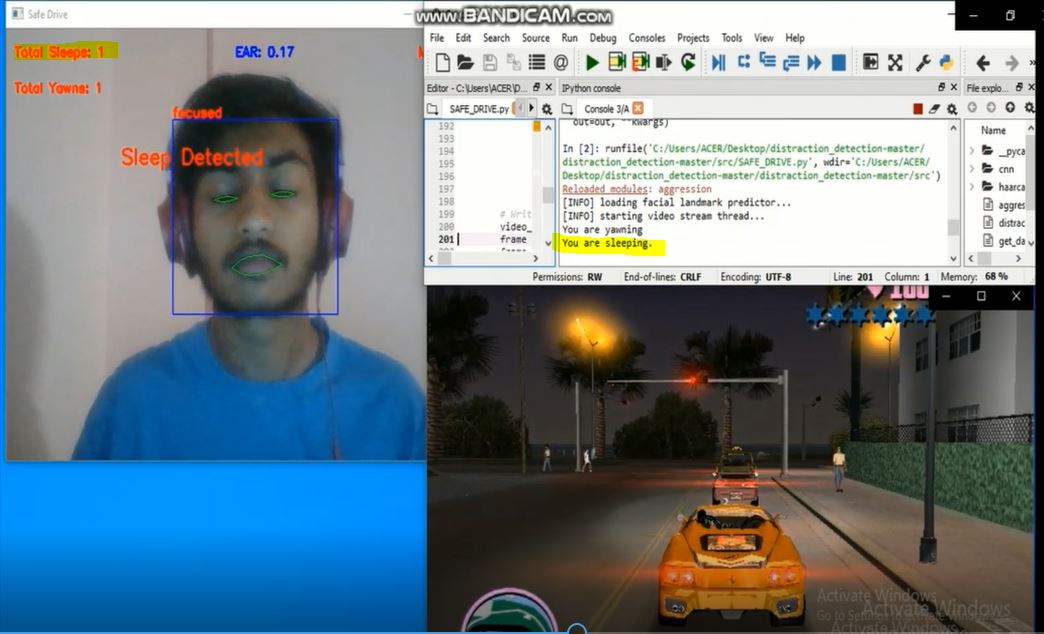 Safe Drive
www.BANDICAM.com
Total Sleeps: 1
EAR: 0.17
Total Yawns: 1
focused
Sleep Detected
File Edit Search Source Run Debug Consoles Projects Tools View Help
Editor - C:\Users\ACER\D...
IPython console
File explo...
SAFE_DRIVE.py
Console 3/A
Name
192
193
194
195
196
197
198
199 # Writ
200 video_
201 frame
out=out, **kwargs)
In [2]: runfile('C:/Users/ACER/Desktop/distraction_detection-master/
distraction_detection-master/src/SAFE_DRIVE.py', wdir='C:/Users/ACER/
Desktop/distraction_detection-master/distraction_detection-master/src')
Reloaded modules: aggression
[INFO] loading facial landmark predictor...
[INFO] starting video stream thread...
You are yawning
You are sleeping.
__pyca
cnn
haarca
aggres
distrac
get_da
Permissions: RW End-of-lines: CRLF Encoding: UTF-8 Line: 201 Column: 1 Memory: 68 %
100
Activate Windows
Go to Settings to activate Windows
Activate Windows